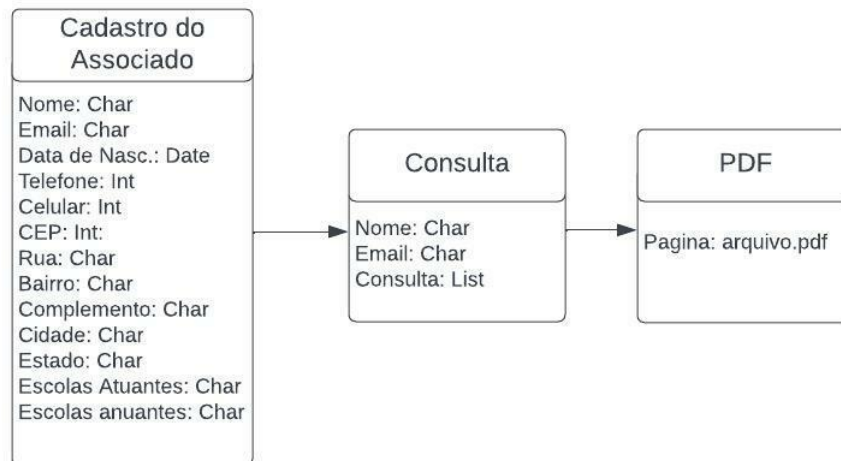 Cadastro do
Associado
Nome: Char
Email: Char
Data de Nasc.: Date
Telefone: Int
Celular: Int
CEP: Int:
Rua: Char
Bairro: Char
Complemento: Char
Cidade: Char
Estado: Char
Escolas Atuantes: Char
Escolas anuantes: Char
Consulta
Nome: Char
Email: Char
Consulta: List
PDF
Pagina: arquivo.pdf